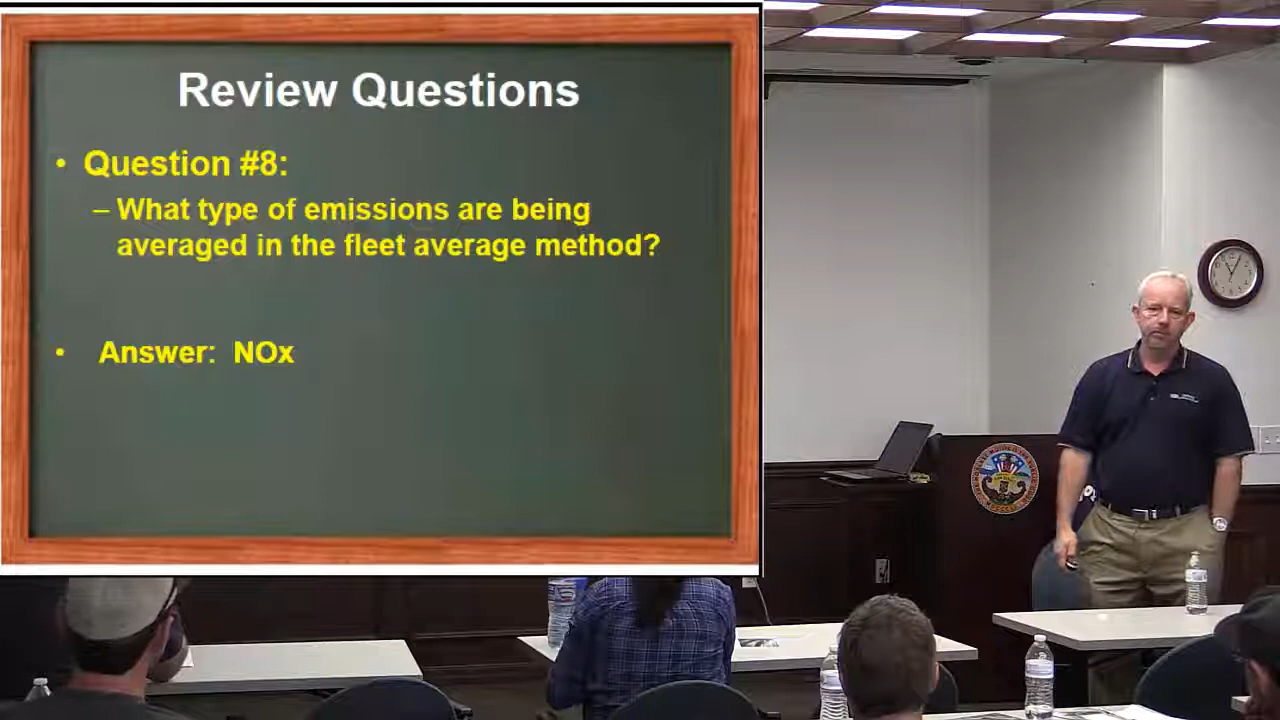 Review Questions
• Question #8:
– What type of emissions are being
averaged in the fleet average method?
• Answer: NOx